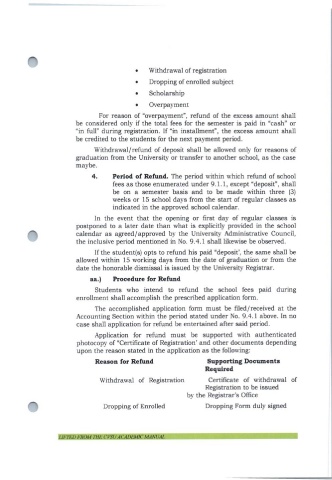 • Withdrawal of registration
• Dropping of enrolled subject
• Scholarship
• Overpayment
For reason of "overpayment", refund of the excess amount shall
be considered only if the total fees for the semester is paid in "cash" or
"in full" during registration. If "in installment", the excess amount shall
be credited to the students for the next payment period.
Withdrawal/refund of deposit shall be allowed only for reasons of
graduation from the University or transfer to another school, as the case
maybe.
4. Period of Refund. The period within which refund of school
fees as those enumerated under 9.1.1, except "deposit", shall
be on a semester basis and to be made within three (3)
weeks or 15 school days from the start of regular classes as
indicated in the approved school calendar.
In the event that the opening or first day of regular classes is
postponed to a later date than what is explicitly provided in the school
calendar as agreed/approved by the University Administrative Council,
the inclusive period mentioned in No. 9.4.1 shall likewise be observed.
If the student(s) opts to refund his paid "deposit', the same shall be
allowed within 15 working days from the date of graduation or from the
date the honorable dismissal is issued by the University Registrar.
aa.) Procedure for Refund
Students who intend to refund the school fees paid during
enrollment shall accomplish the prescribed application form.
The accomplished application form must be filed/received at the
Accounting Section within the period stated under No. 9.4.1 above. In no
case shall application for refund be entertained after said period.
Application for refund must be supported with authenticated
photocopy of "Certificate of Registration' and other documents depending
upon the reason stated in the application as the following:
Reason for Refund Supporting Documents
Required
Withdrawal of Registration Certificate of withdrawal of
Registration to be issued
by the Registrar's Office
Dropping of Enrolled Dropping Form duly signed
LIFTED FROM THE CVSU ACADEMIC MANUAL